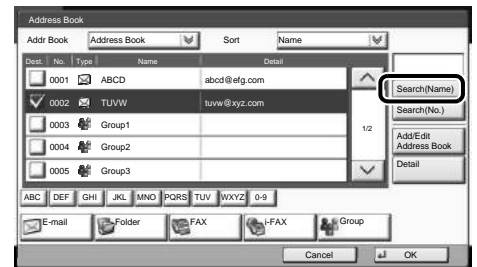 Address Book
Addr Book Address Book Sort Name
Dest. No. Type Name Detail
0001 ABCD abcd@efg.com
0002 TUVW tuvw@xyz.com
0003 Group1
0004 Group2
0005 Group3
1/2
Search(Name)
Search(No.)
Add/Edit
Address Book
Detail
ABC DEF GHI JKL MNO PQRS TUV WXYZ 0-9
E-mail Folder FAX i-FAX Group
Cancel OK